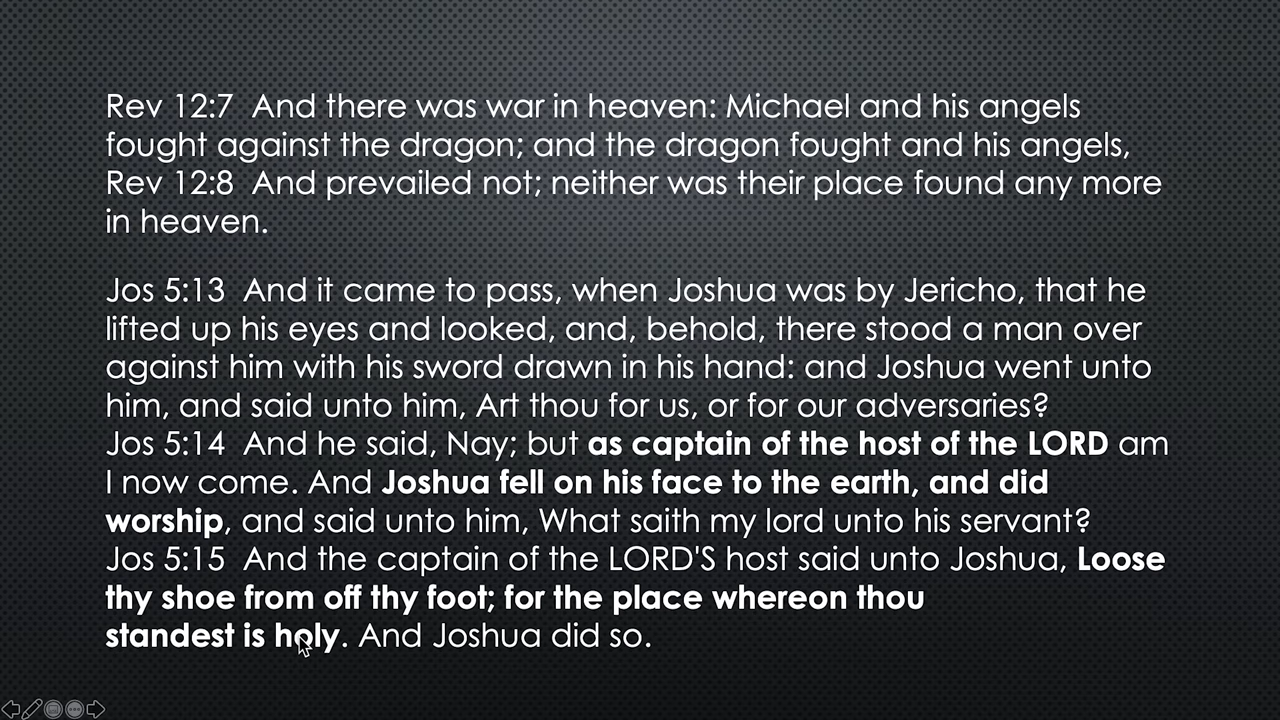 Rev 12:7  And there was war in heaven: Michael and his angels
fought against the dragon; and the dragon fought and his angels,
Rev 12:8  And prevailed not; neither was their place found any more
in heaven.
Jos 5:13  And it came to pass, when Joshua was by Jericho, that he
lifted up his eyes and looked, and, behold, there stood a man over
against him with his sword drawn in his hand: and Joshua went unto
him, and said unto him, Art thou for us, or for our adversaries?
Jos 5:14  And he said, Nay; but as captain of the host of the LORD am
I now come. And Joshua fell on his face to the earth, and did
worship, and said unto him, What saith my lord unto his servant?
Jos 5:15  And the captain of the LORD'S host said unto Joshua, Loose
thy shoe from off thy foot; for the place whereon thou
standest is holy. And Joshua did so.